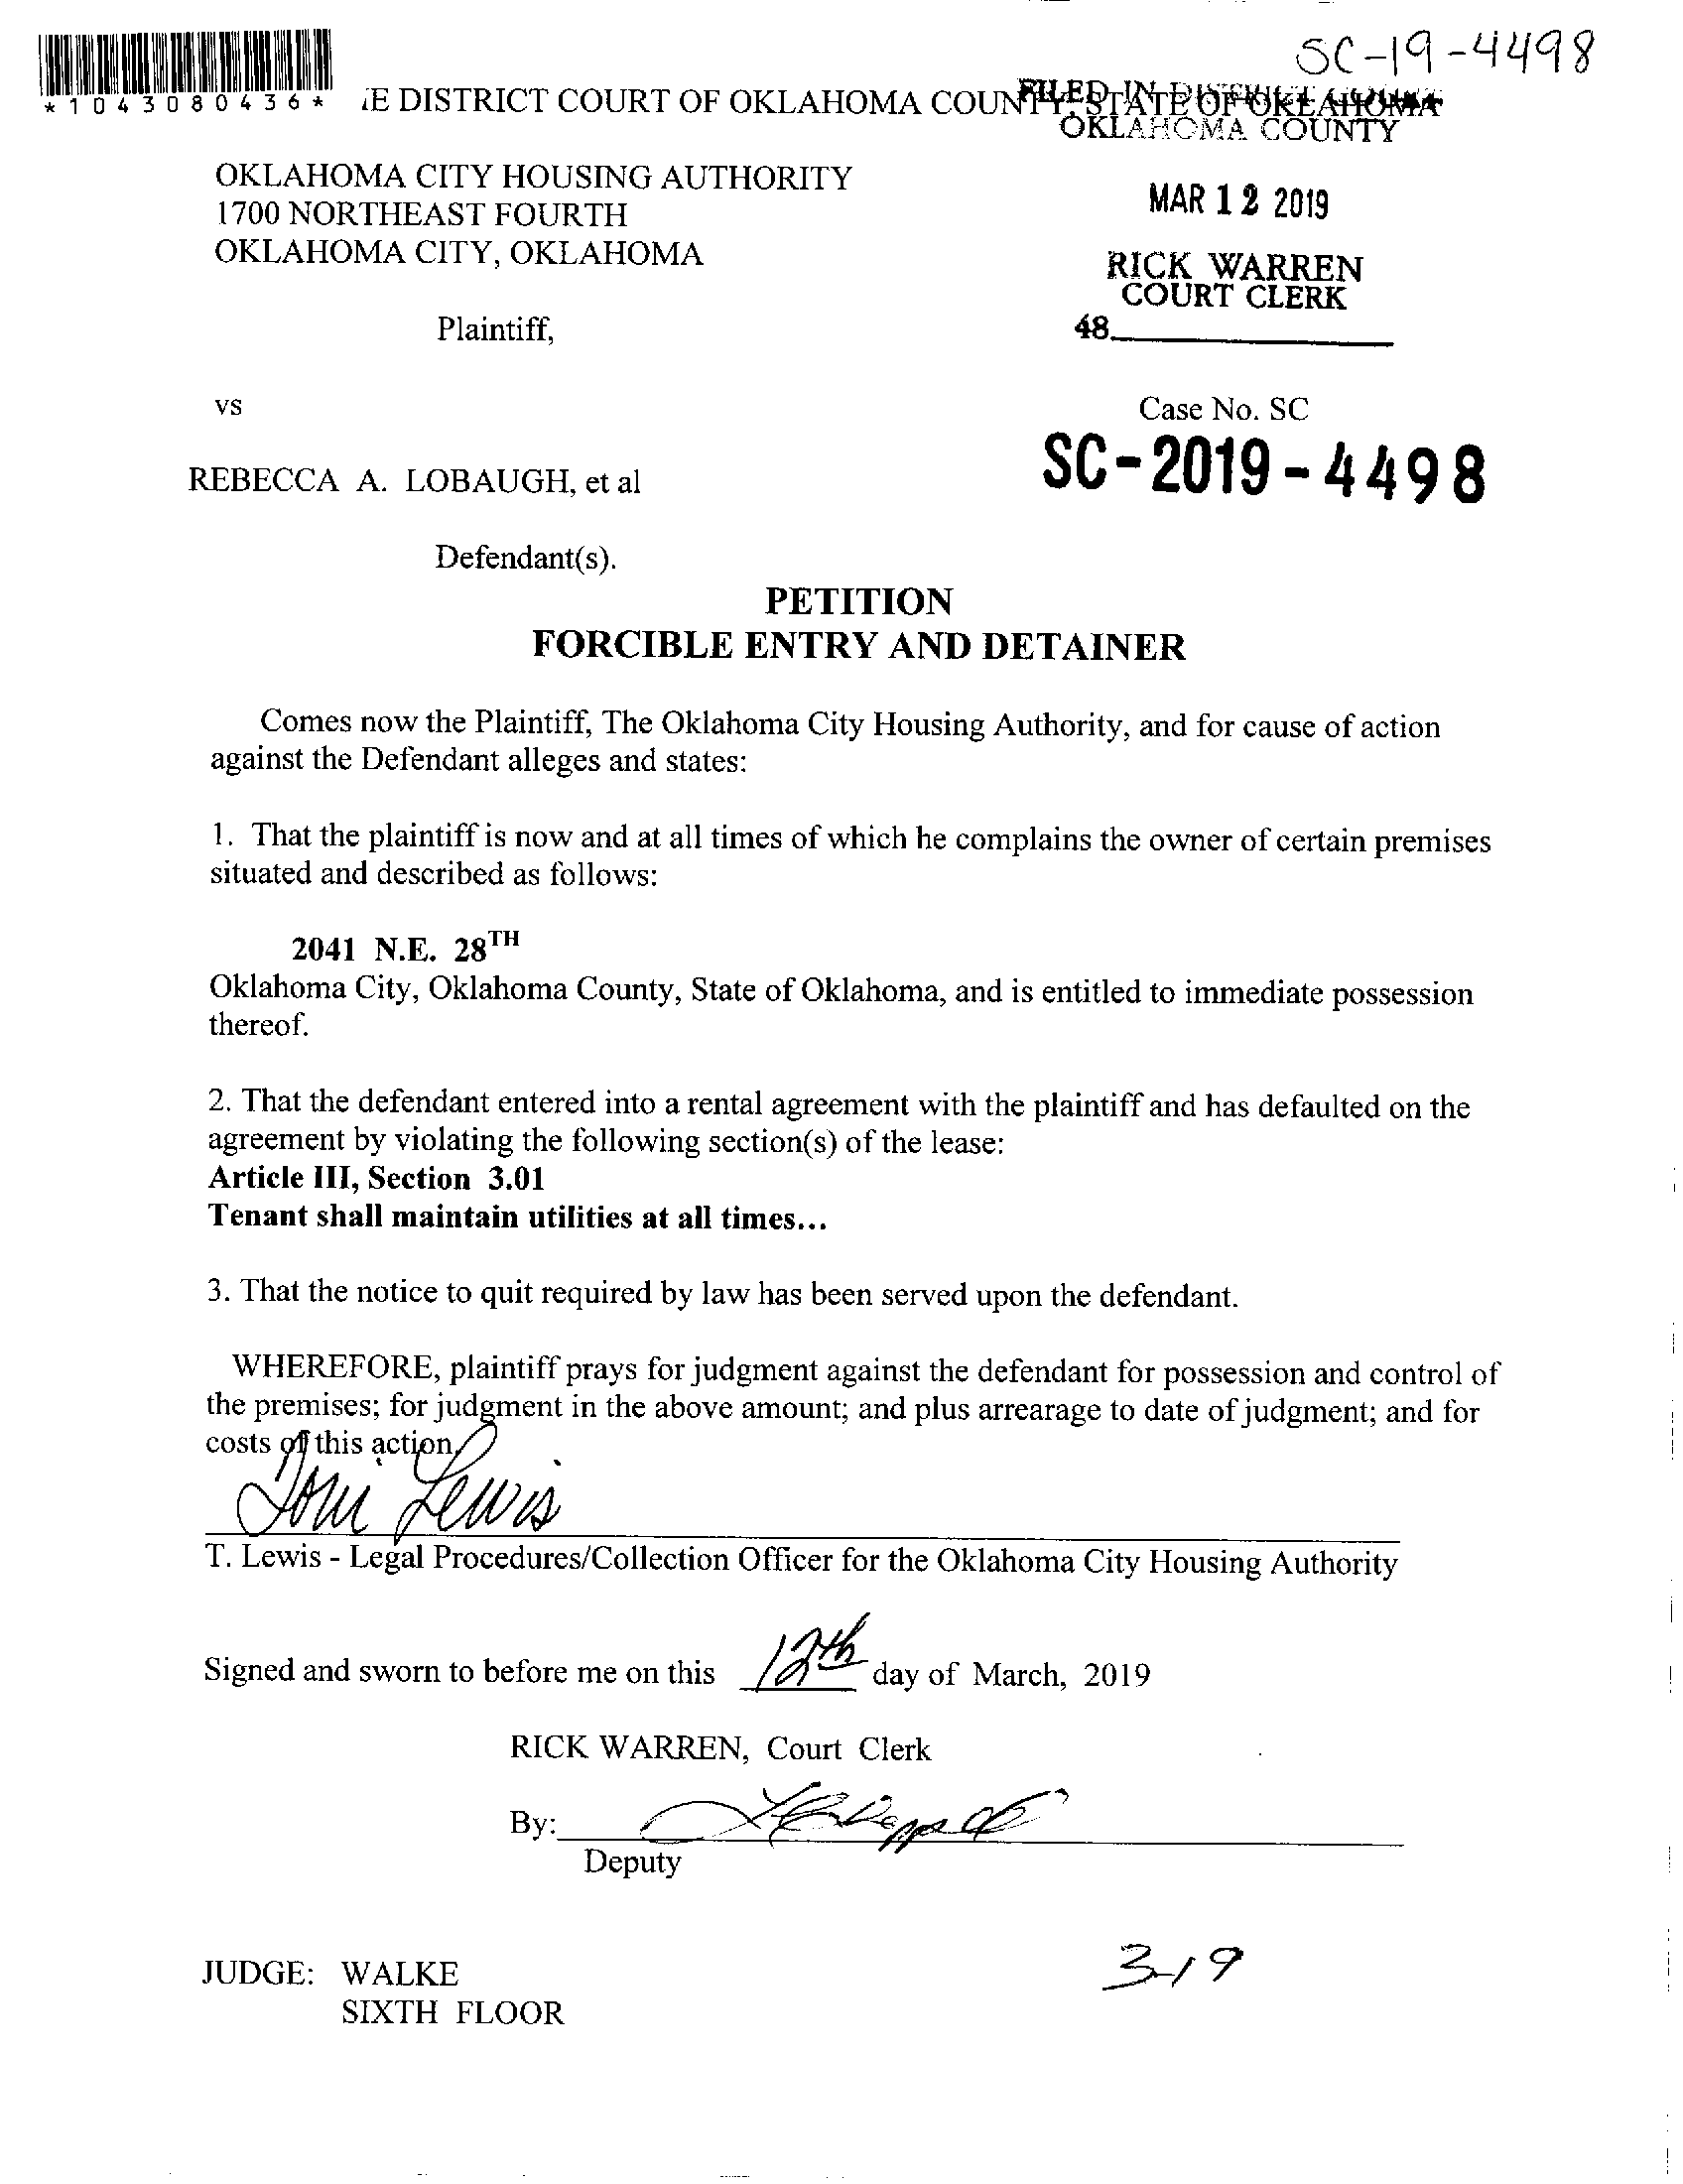 SC-19-4498
*1043080436*
E DISTRICT COURT OF OKLAHOMA COUNTY, STATE OF OKLAHOMA
FILED IN DISTRICT COURT
OKLAHOMA COUNTY
OKLAHOMA CITY HOUSING AUTHORITY
1700 NORTHEAST FOURTH
OKLAHOMA CITY, OKLAHOMA
MAR 12 2019
RICK WARREN
COURT CLERK
48
Plaintiff,
vs
Case No. SC
SC-2019-4498
REBECCA A. LOBAUGH, et al
Defendant(s).
PETITION
FORCIBLE ENTRY AND DETAINER
Comes now the Plaintiff, The Oklahoma City Housing Authority, and for cause of action
against the Defendant alleges and states:
1. That the plaintiff is now and at all times of which he complains the owner of certain premises
situated and described as follows:
2041 N.E. 28TH
Oklahoma City, Oklahoma County, State of Oklahoma, and is entitled to immediate possession
thereof.
2. That the defendant entered into a rental agreement with the plaintiff and has defaulted on the
agreement by violating the following section(s) of the lease:
Article III, Section 3.01
Tenant shall maintain utilities at all times...
3. That the notice to quit required by law has been served upon the defendant.
WHEREFORE, plaintiff prays for judgment against the defendant for possession and control of
the premises; for judgment in the above amount; and plus arrearage to date of judgment; and for
costs of this action.
Toni Lewis
T. Lewis - Legal Procedures/Collection Officer for the Oklahoma City Housing Authority
Signed and sworn to before me on this 12th day of March, 2019
RICK WARREN, Court Clerk
By:
Deputy
3-19
JUDGE: WALKE
SIXTH FLOOR